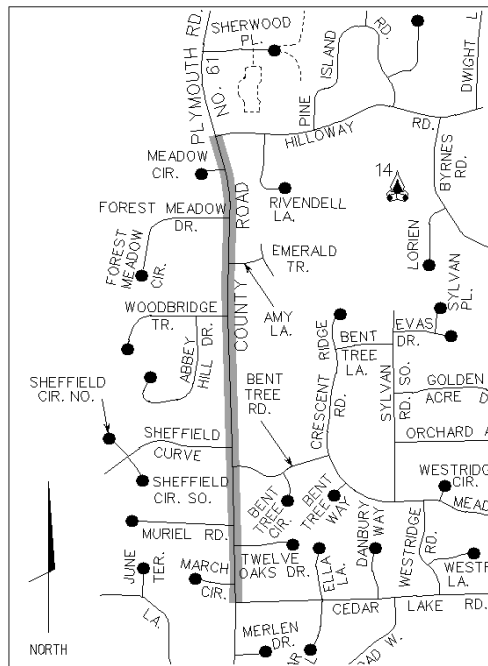 SHERWOOD
PL.
PLYMOUTH RD.
NO. 61
PINE
ISLAND
RD.
DWIGHT L
HILLOWAY
RD.
BYRNES
RD.
MEADOW
CIR.
14
RIVENDELL
LA.
COUNTY ROAD
FOREST MEADOW
DR.
FOREST
MEADOW
CIR.
EMERALD
TR.
LORIEN
SYLVAN
PL.
AMY
LA.
WOODBRIDGE
TR.
ABBEY
HILL DR.
CRESCENT RIDGE
RD.
BENT
TREE
LA.
EVAS
DR.
SYLVAN
RD. SO.
SHEFFIELD
CIR. NO.
BENT
TREE
RD.
GOLDEN
ACRE D
SHEFFIELD
CURVE
ORCHARD A
SHEFFIELD
CIR. SO.
BENT
TREE
CIR.
BENT
TREE
WAY
WESTRIDG
CIR.
MEAD
MURIEL RD.
DANBURY
WAY
WESTRIDGE
RD.
JUNE
TER.
MARCH
CIR.
TWELVE
OAKS DR.
ELLA
LA.
WESTR
LA.
CEDAR LAKE RD.
LA.
NORTH
MERLEN
DR.
AR
OAD W.